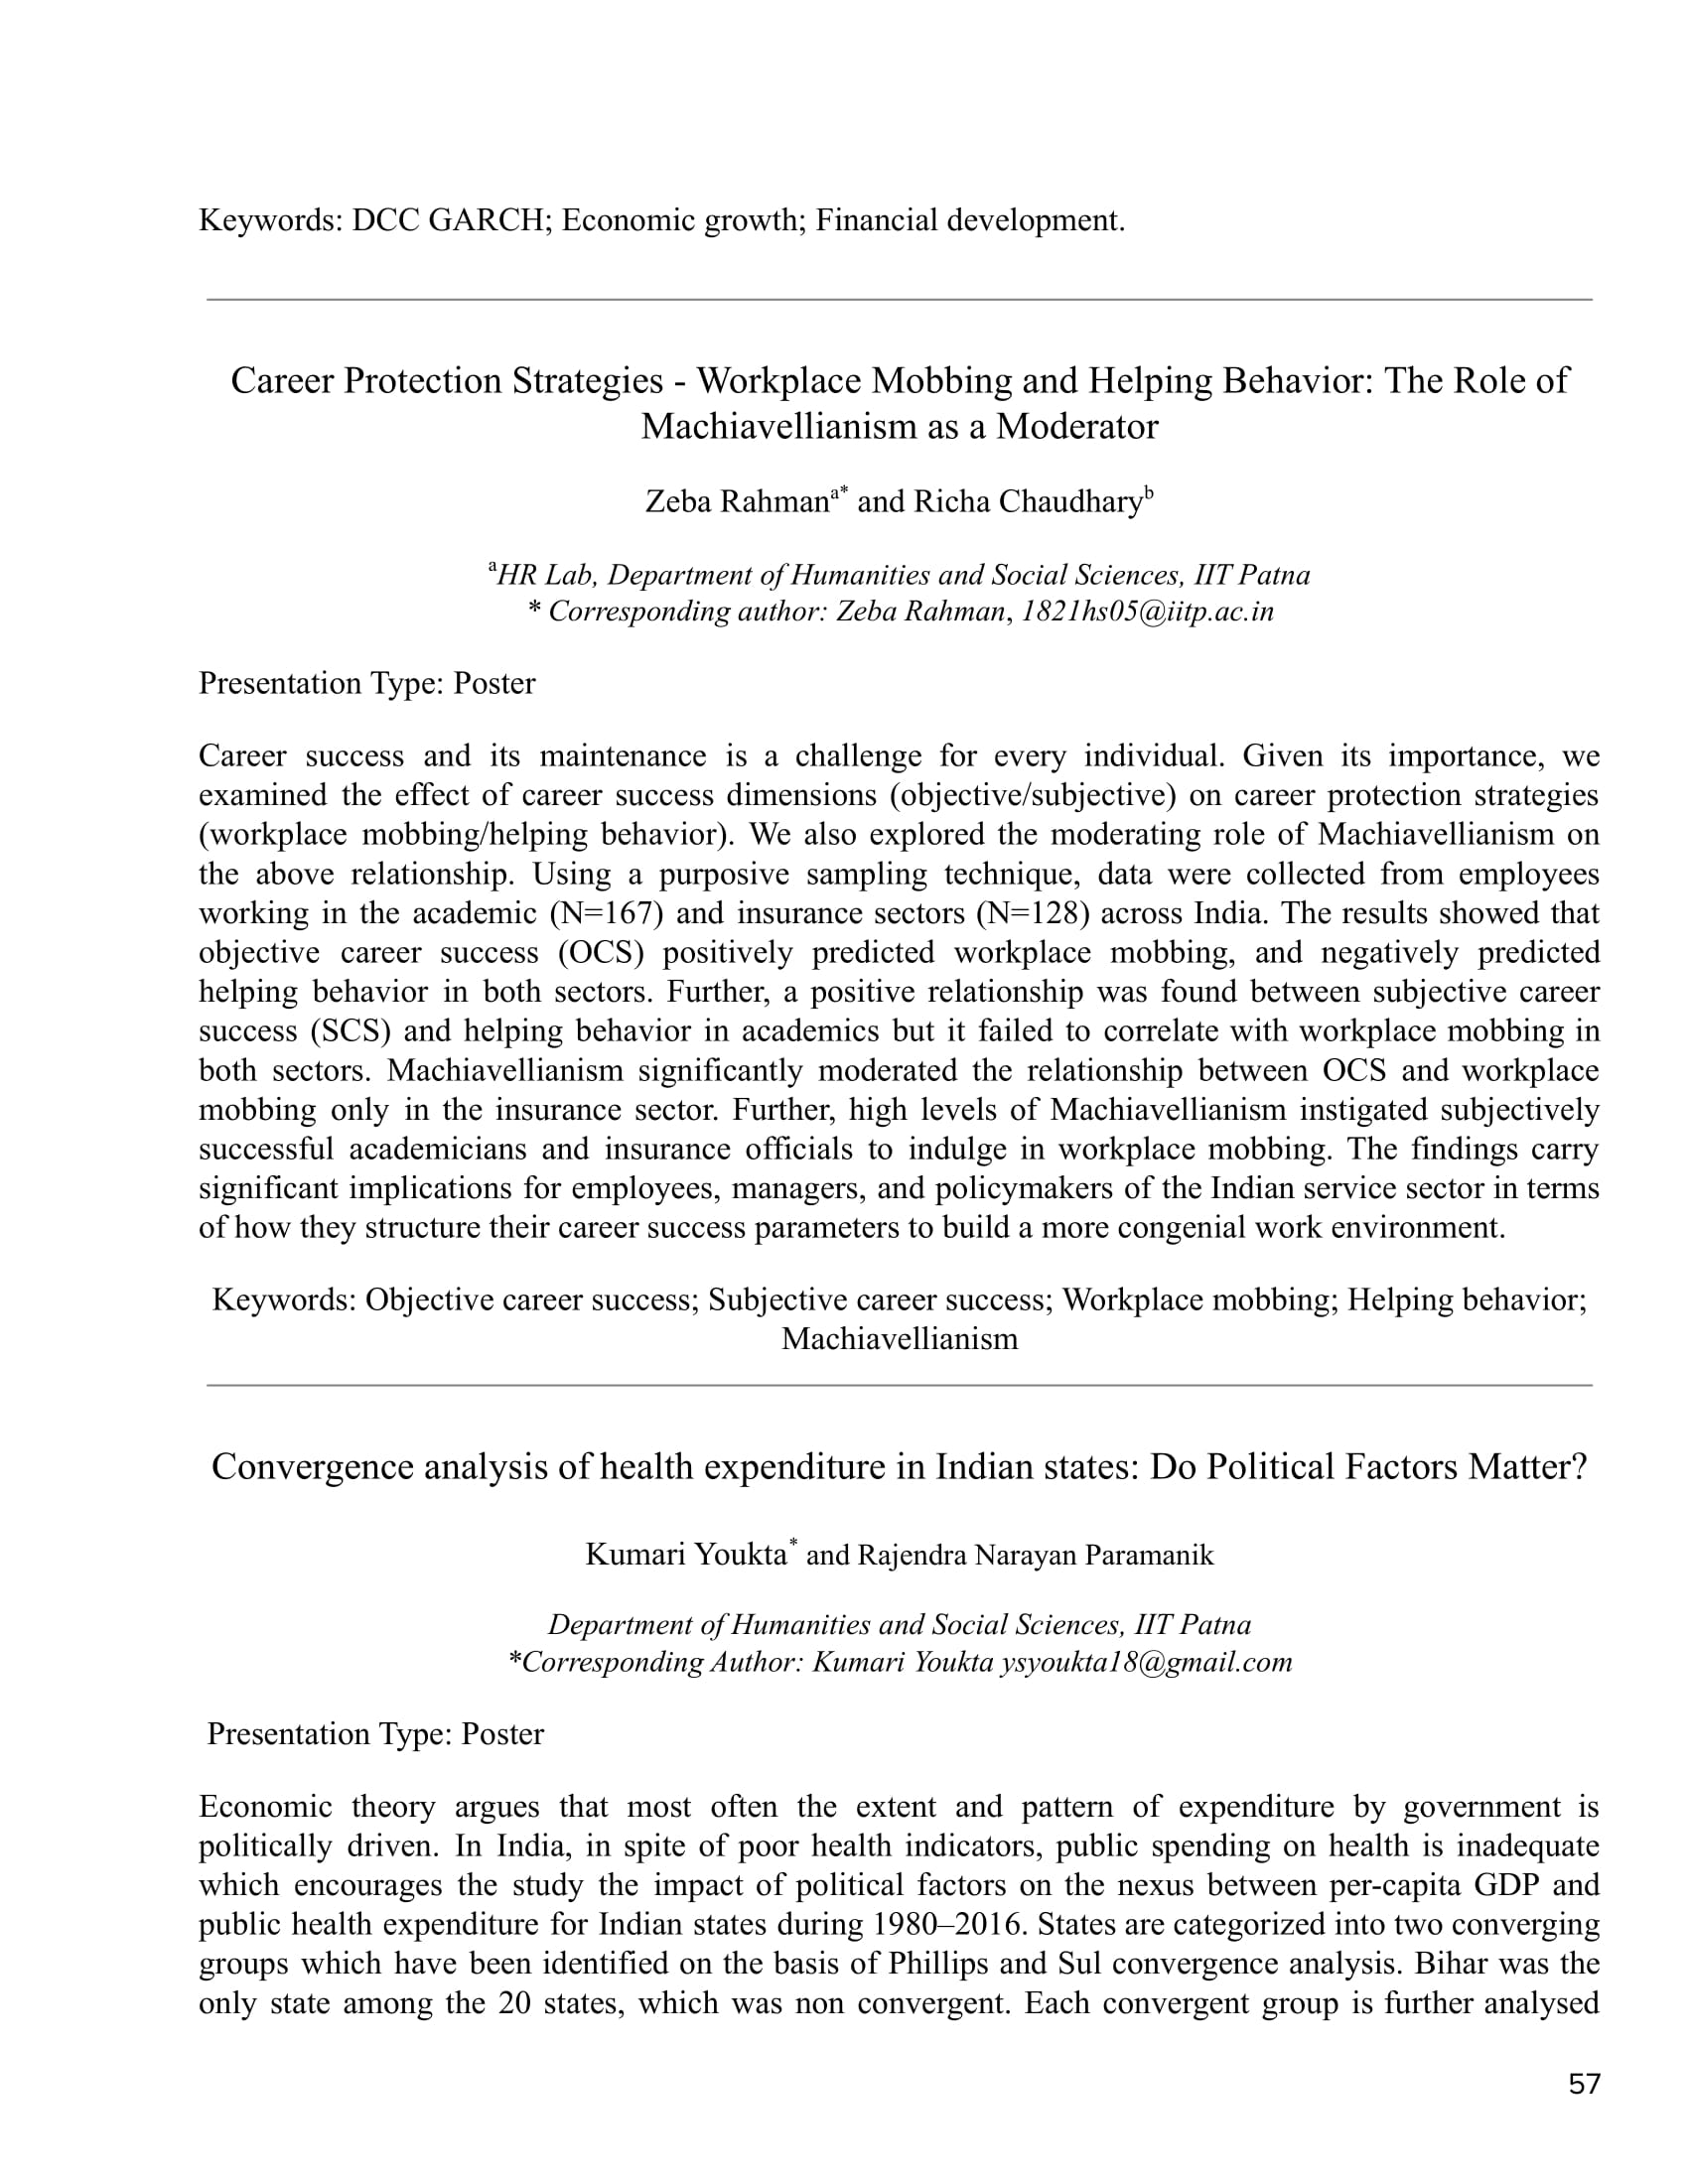 Keywords: DCC GARCH; Economic growth; Financial development.
Career Protection Strategies - Workplace Mobbing and Helping Behavior: The Role of
Machiavellianism as a Moderator
Zeba Rahmana* and Richa Chaudharyb
aHR Lab, Department of Humanities and Social Sciences, IIT Patna
* Corresponding author: Zeba Rahman, 1821hs05@iitp.ac.in
Presentation Type: Poster
Career success and its maintenance is a challenge for every individual. Given its importance, we
examined the effect of career success dimensions (objective/subjective) on career protection strategies
(workplace mobbing/helping behavior). We also explored the moderating role of Machiavellianism on
the above relationship. Using a purposive sampling technique, data were collected from employees
working in the academic (N=167) and insurance sectors (N=128) across India. The results showed that
objective career success (OCS) positively predicted workplace mobbing, and negatively predicted
helping behavior in both sectors. Further, a positive relationship was found between subjective career
success (SCS) and helping behavior in academics but it failed to correlate with workplace mobbing in
both sectors. Machiavellianism significantly moderated the relationship between OCS and workplace
mobbing only in the insurance sector. Further, high levels of Machiavellianism instigated subjectively
successful academicians and insurance officials to indulge in workplace mobbing. The findings carry
significant implications for employees, managers, and policymakers of the Indian service sector in terms
of how they structure their career success parameters to build a more congenial work environment.
Keywords: Objective career success; Subjective career success; Workplace mobbing; Helping behavior;
Machiavellianism
Convergence analysis of health expenditure in Indian states: Do Political Factors Matter?
Kumari Youkta* and Rajendra Narayan Paramanik
Department of Humanities and Social Sciences, IIT Patna
*Corresponding Author: Kumari Youkta ysyoukta18@gmail.com
Presentation Type: Poster
Economic theory argues that most often the extent and pattern of expenditure by government is
politically driven. In India, in spite of poor health indicators, public spending on health is inadequate
which encourages the study the impact of political factors on the nexus between per-capita GDP and
public health expenditure for Indian states during 1980–2016. States are categorized into two converging
groups which have been identified on the basis of Phillips and Sul convergence analysis. Bihar was the
only state among the 20 states, which was non convergent. Each convergent group is further analysed
57